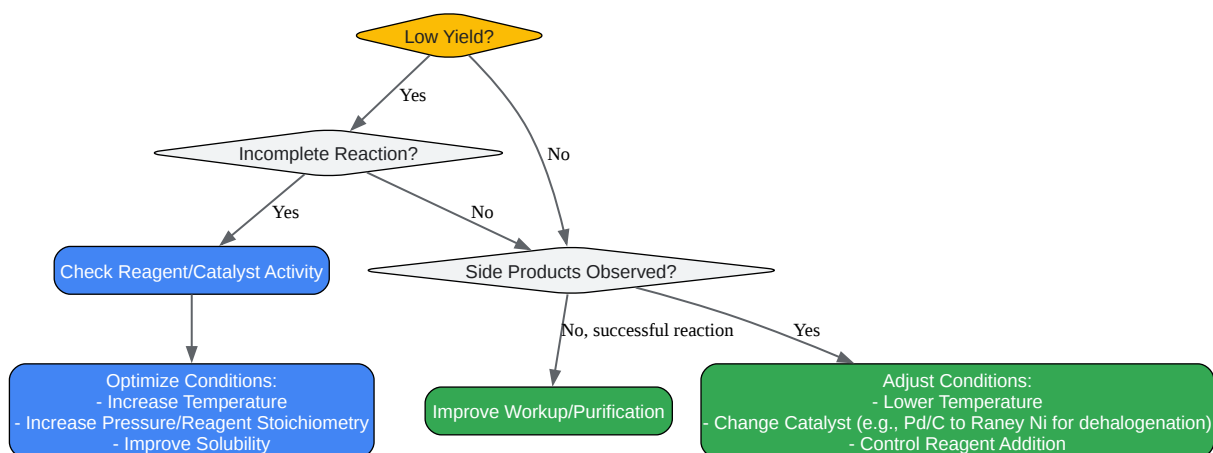 Low Yield?
Yes
No
Incomplete Reaction?
Yes
No
Check Reagent/Catalyst Activity
Side Products Observed?
No, successful reaction
Yes
Optimize Conditions:
- Increase Temperature
- Increase Pressure/Reagent Stoichiometry
- Improve Solubility
Improve Workup/Purification
Adjust Conditions:
- Lower Temperature
- Change Catalyst (e.g., Pd/C to Raney Ni for dehalogenation)
- Control Reagent Addition